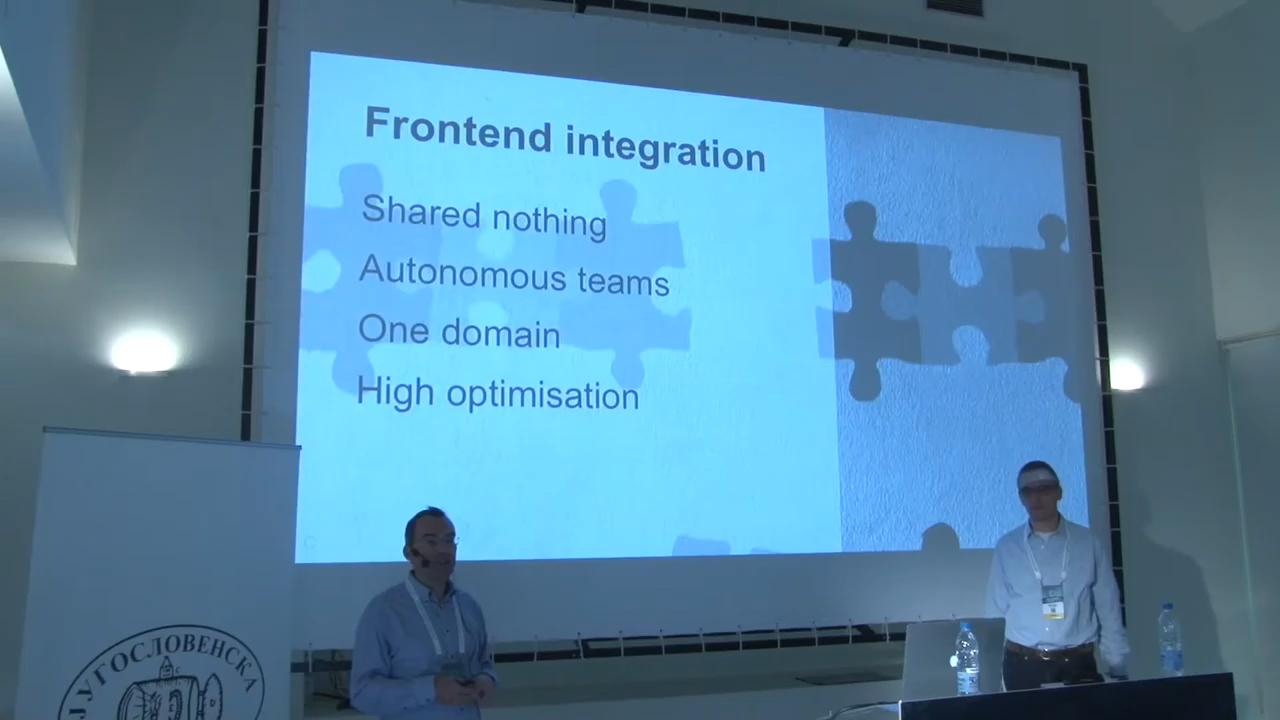 Frontend integration
Shared nothing
Autonomous teams
One domain
High optimisation
ЈУГОСЛОВЕНСКА